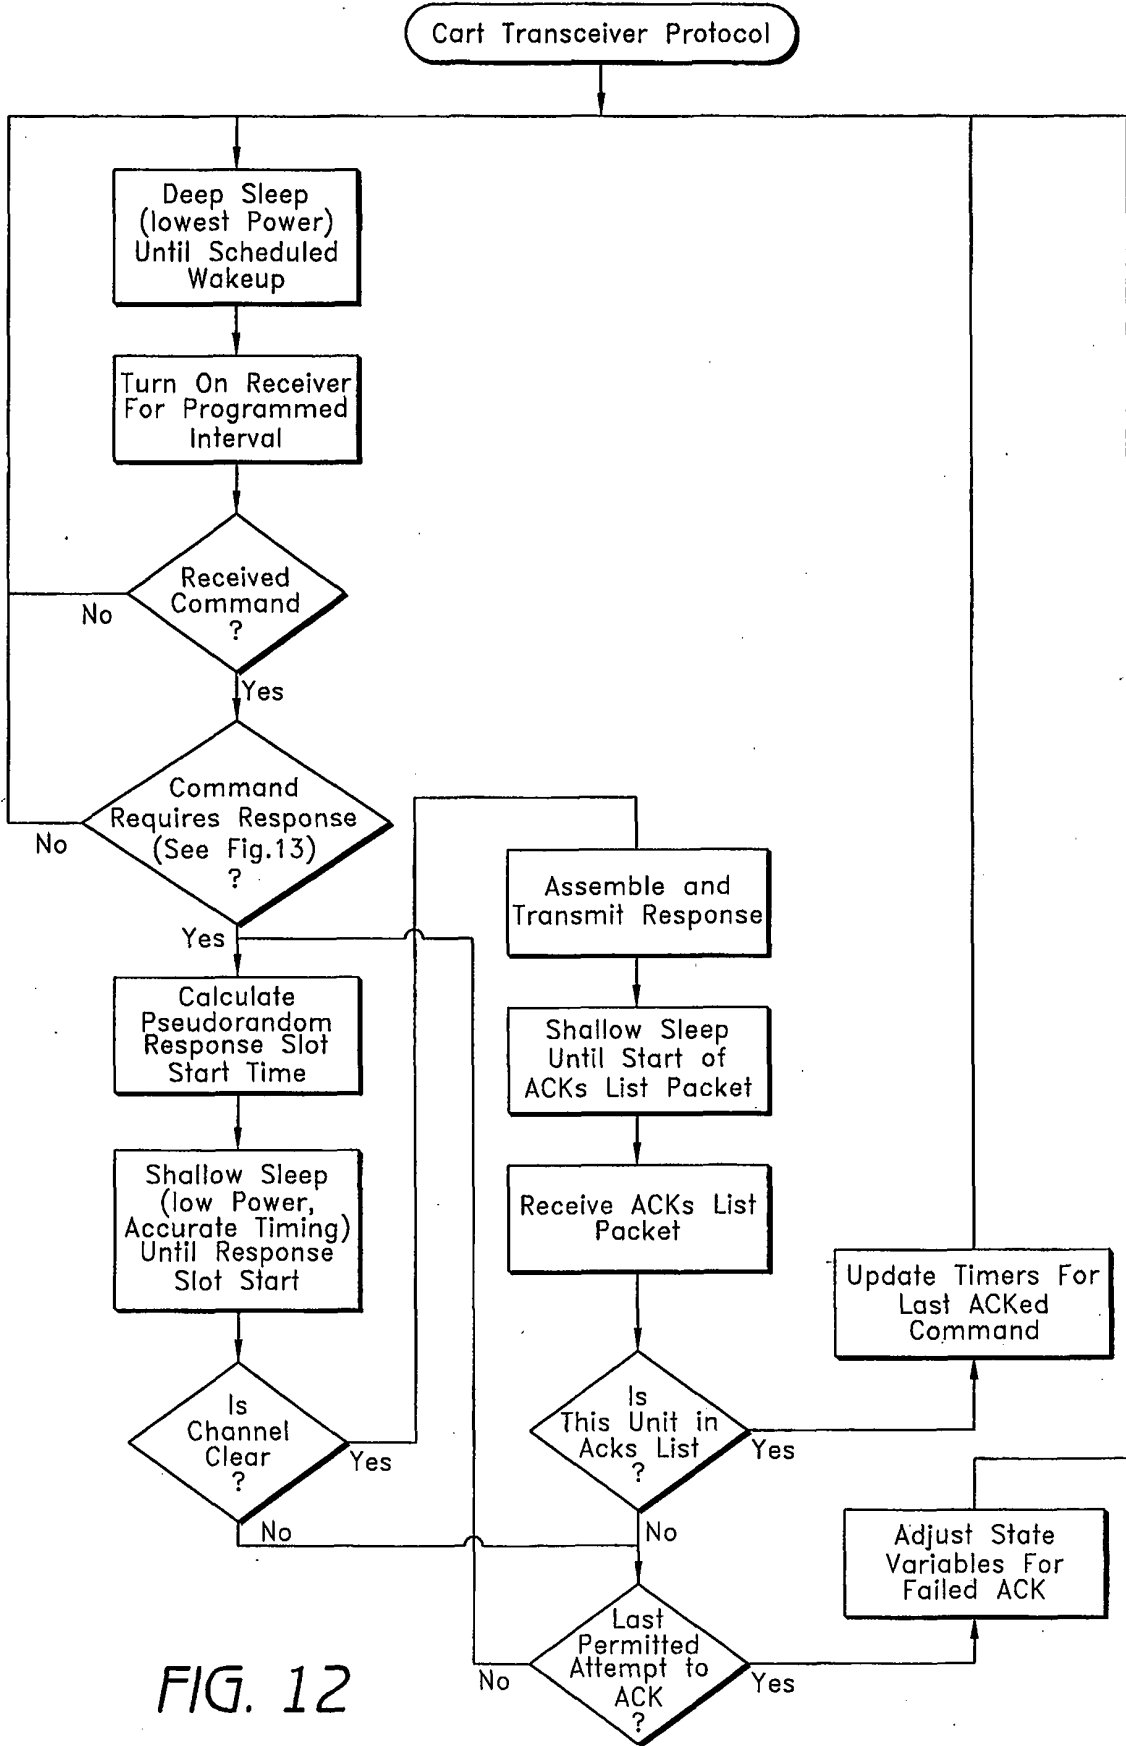 Cart Transceiver Protocol
Deep Sleep
(lowest Power)
Until Scheduled
Wakeup
Turn On Receiver
For Programmed
Interval
Received
Command
?
No
Yes
Command
Requires Response
(See Fig.13)
?
No
Yes
Calculate
Pseudorandom
Response Slot
Start Time
Shallow Sleep
(low Power,
Accurate Timing)
Until Response
Slot Start
Is
Channel
Clear
?
Yes
No
Assemble and
Transmit Response
Shallow Sleep
Until Start of
ACKs List Packet
Receive ACKs List
Packet
Is
This Unit in
Acks List
?
Yes
No
Update Timers For
Last ACKed
Command
Last
Permitted
Attempt to
ACK
?
No
Yes
Adjust State
Variables For
Failed ACK
FIG. 12